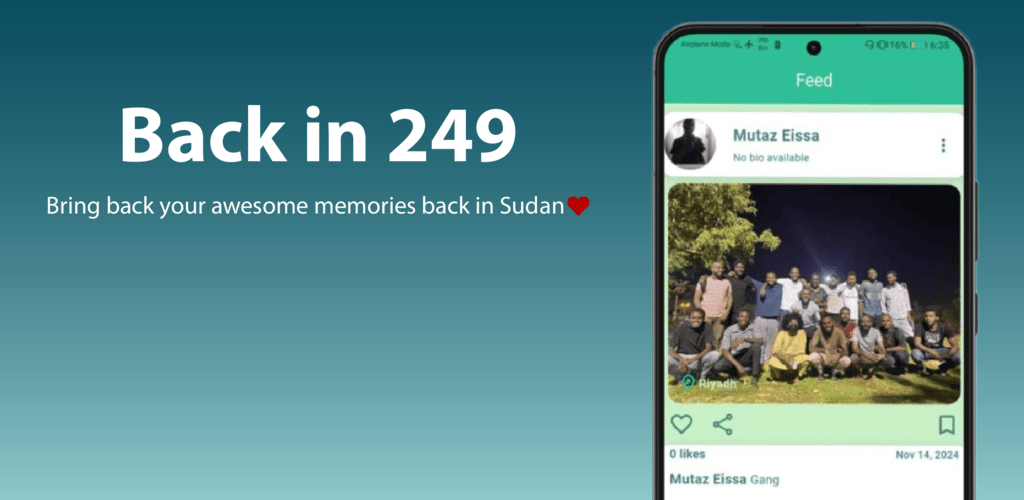 Back in 249
Bring back your awesome memories back in Sudan
Airplane Mode
290
B/s
16%
6:35
Feed
Mutaz Eissa
No bio available
Riyadh
0 likes
Nov 14, 2024
Mutaz Eissa Gang